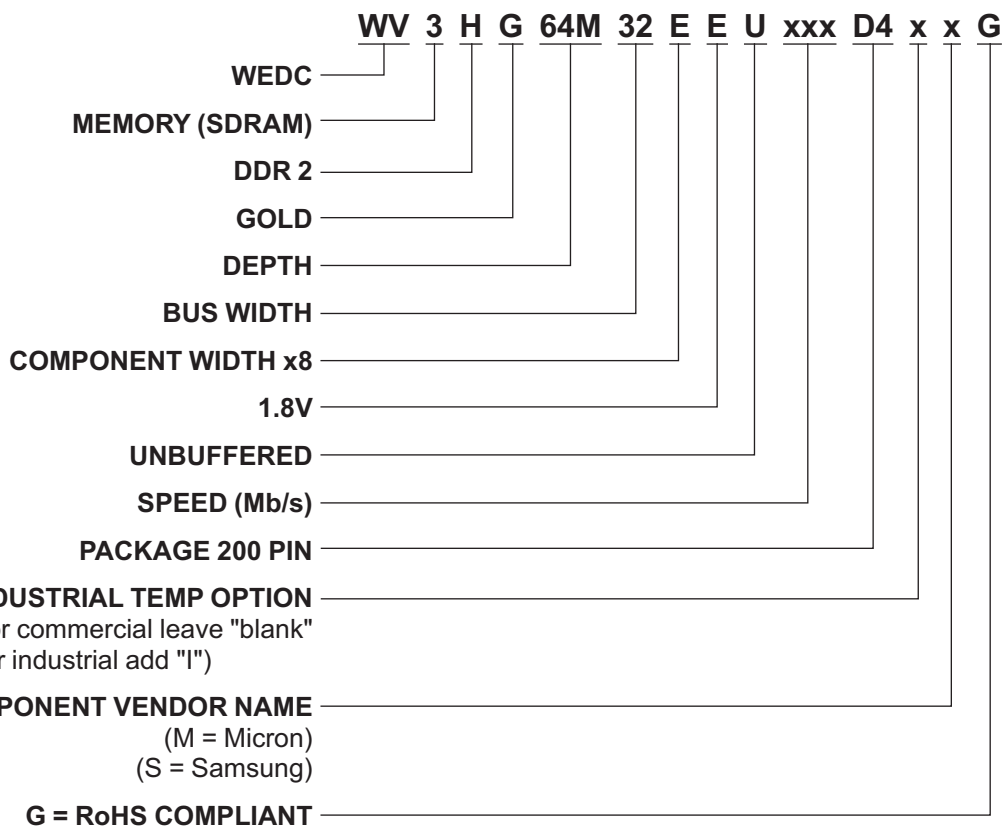 WV 3 H G 64M 32 E E U xxx D4 x x G
WEDC
MEMORY (SDRAM)
DDR 2
GOLD
DEPTH
BUS WIDTH
COMPONENT WIDTH x8
1.8V
UNBUFFERED
SPEED (Mb/s)
PACKAGE 200 PIN
DUSTRIAL TEMP OPTION
or commercial leave "blank"
r industrial add "I")
PONENT VENDOR NAME
(M = Micron)
(S = Samsung)
G = RoHS COMPLIANT